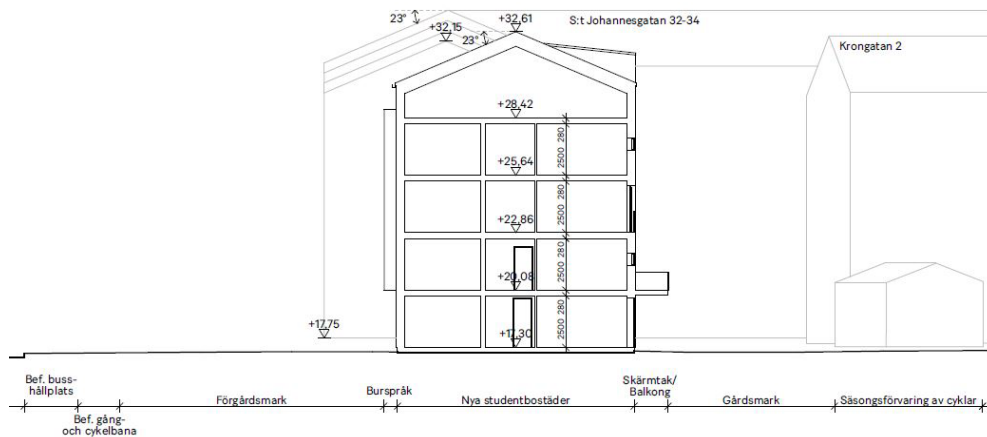 23°
+32,61
S:t Johannesgatan 32-34
+32,15
23°
Krongatan 2
+28,42
280
2500
+25,64
280
2500
+22,86
280
2500
+20,08
280
2500
+17,75
+17,30
Bef. buss-
hållplats
Bef. gång-
och cykelbana
Förgårdsmark
Burspråk
Nya studentbostäder
Skärmtak/
Balkong
Gårdsmark
Säsongsförvaring av cyklar